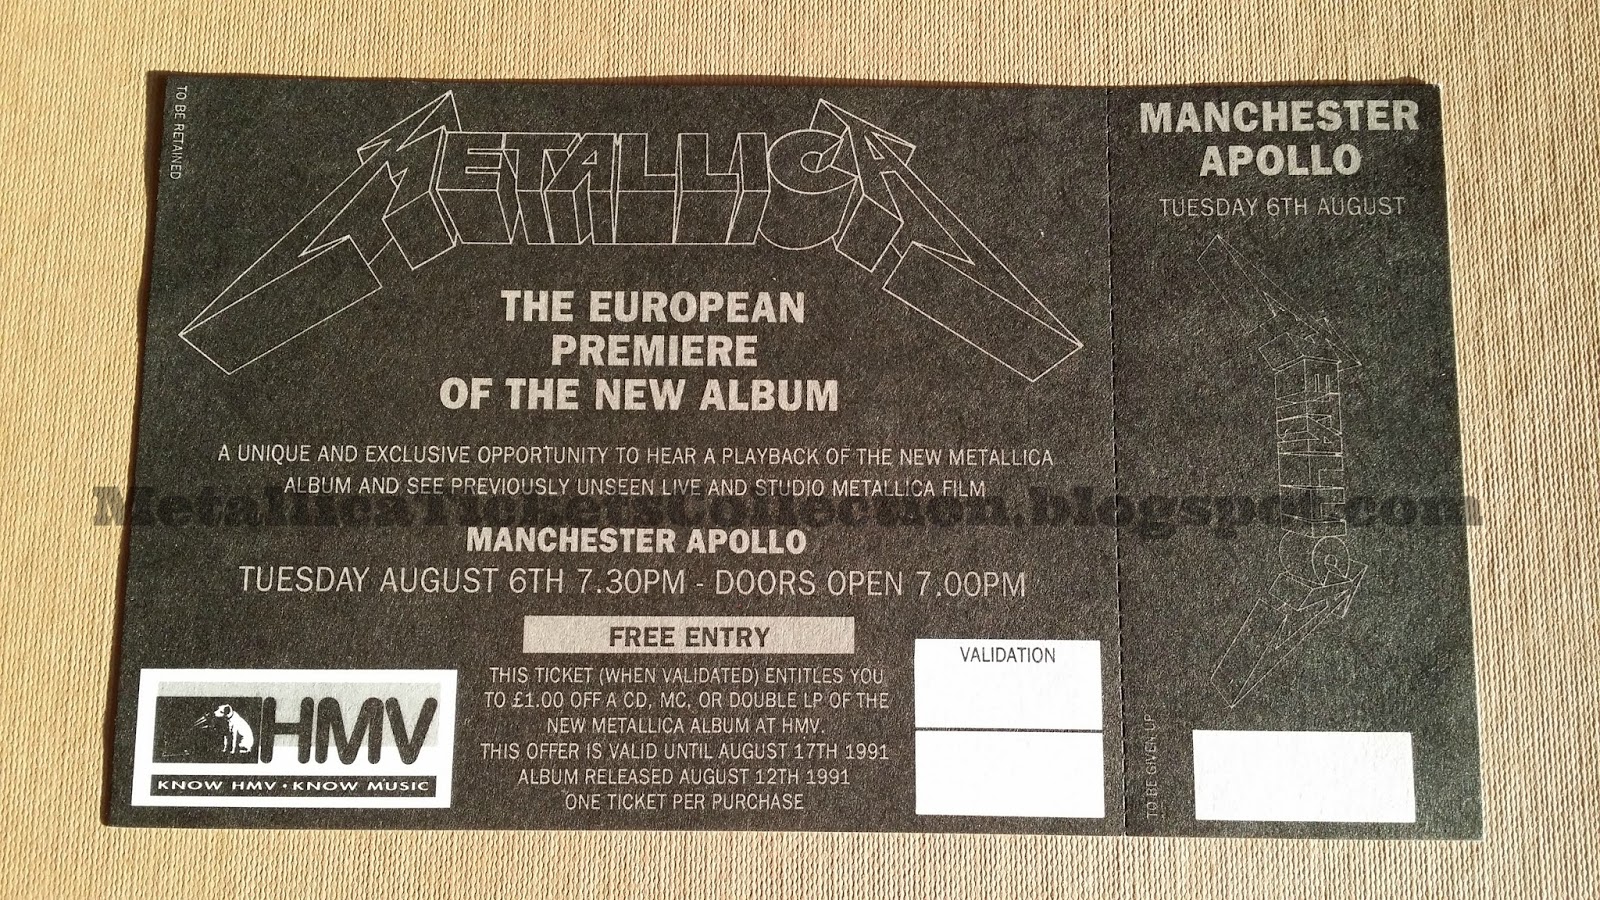 TO BE RETAINED
METALLICA
THE EUROPEAN
PREMIERE
OF THE NEW ALBUM
A UNIQUE AND EXCLUSIVE OPPORTUNITY TO HEAR A PLAYBACK OF THE NEW METALLICA
ALBUM AND SEE PREVIOUSLY UNSEEN LIVE AND STUDIO METALLICA FILM
MetallicaTicketsCollection.blogspot.com
MANCHESTER APOLLO
TUESDAY AUGUST 6TH 7.30PM - DOORS OPEN 7.00PM
FREE ENTRY
THIS TICKET (WHEN VALIDATED) ENTITLES YOU
TO £1.00 OFF A CD, MC, OR DOUBLE LP OF THE
NEW METALLICA ALBUM AT HMV.
THIS OFFER IS VALID UNTIL AUGUST 17TH 1991
ALBUM RELEASED AUGUST 12TH 1991
ONE TICKET PER PURCHASE
HMV
KNOW HMV · KNOW MUSIC
VALIDATION
MANCHESTER
APOLLO
TUESDAY 6TH AUGUST
METALLICA
TO BE GIVEN UP